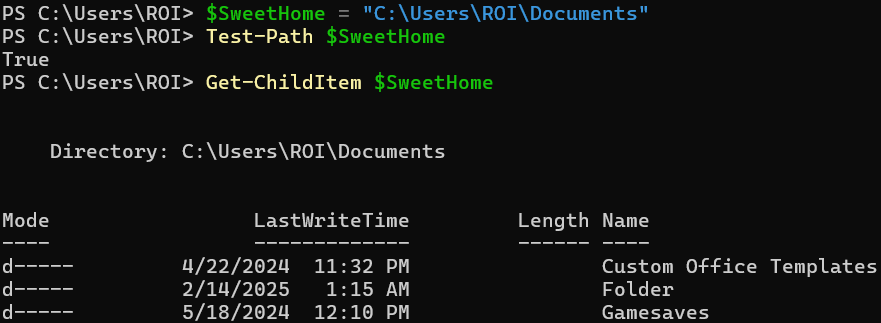 PS C:\Users\ROI> $SweetHome = "C:\Users\ROI\Documents"
PS C:\Users\ROI> Test-Path $SweetHome
True
PS C:\Users\ROI> Get-ChildItem $SweetHome
    Directory: C:\Users\ROI\Documents
Mode                 LastWriteTime         Length Name
----                 -------------         ------ ----
d-----         4/22/2024  11:32 PM                Custom Office Templates
d-----         2/14/2025   1:15 AM                Folder
d-----         5/18/2024  12:10 PM                Gamesaves